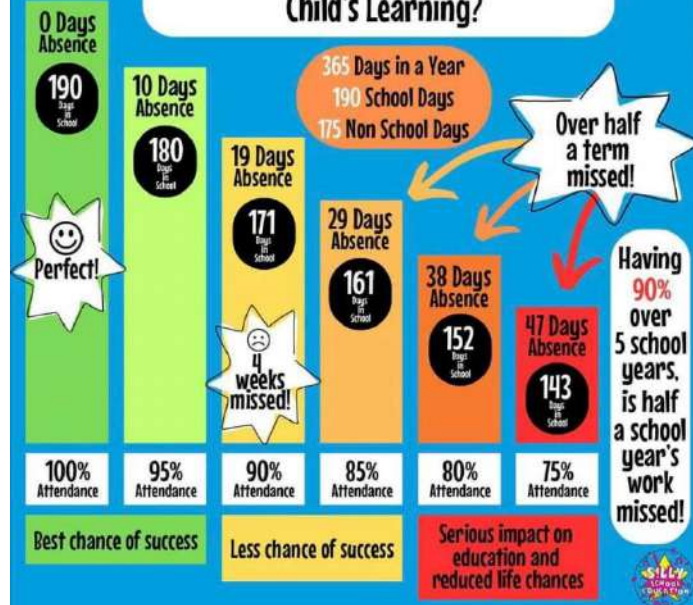 Child's Learning?
0 Days
Absence
190
Days
in
School
Perfect!
10 Days
Absence
180
Days
in
School
19 Days
Absence
171
Days
in
School
4
weeks
missed!
365 Days in a Year
190 School Days
175 Non School Days
29 Days
Absence
161
Days
in
School
Over half
a term
missed!
38 Days
Absence
152
Days
in
School
47 Days
Absence
143
Days
in
School
Having
90%
over
5 school
years,
is half
a school
year's
work
missed!
100%
Attendance
95%
Attendance
90%
Attendance
85%
Attendance
80%
Attendance
75%
Attendance
Best chance of success
Less chance of success
Serious impact on
education and
reduced life chances
SILLY
SCHOOL
EDUCATION